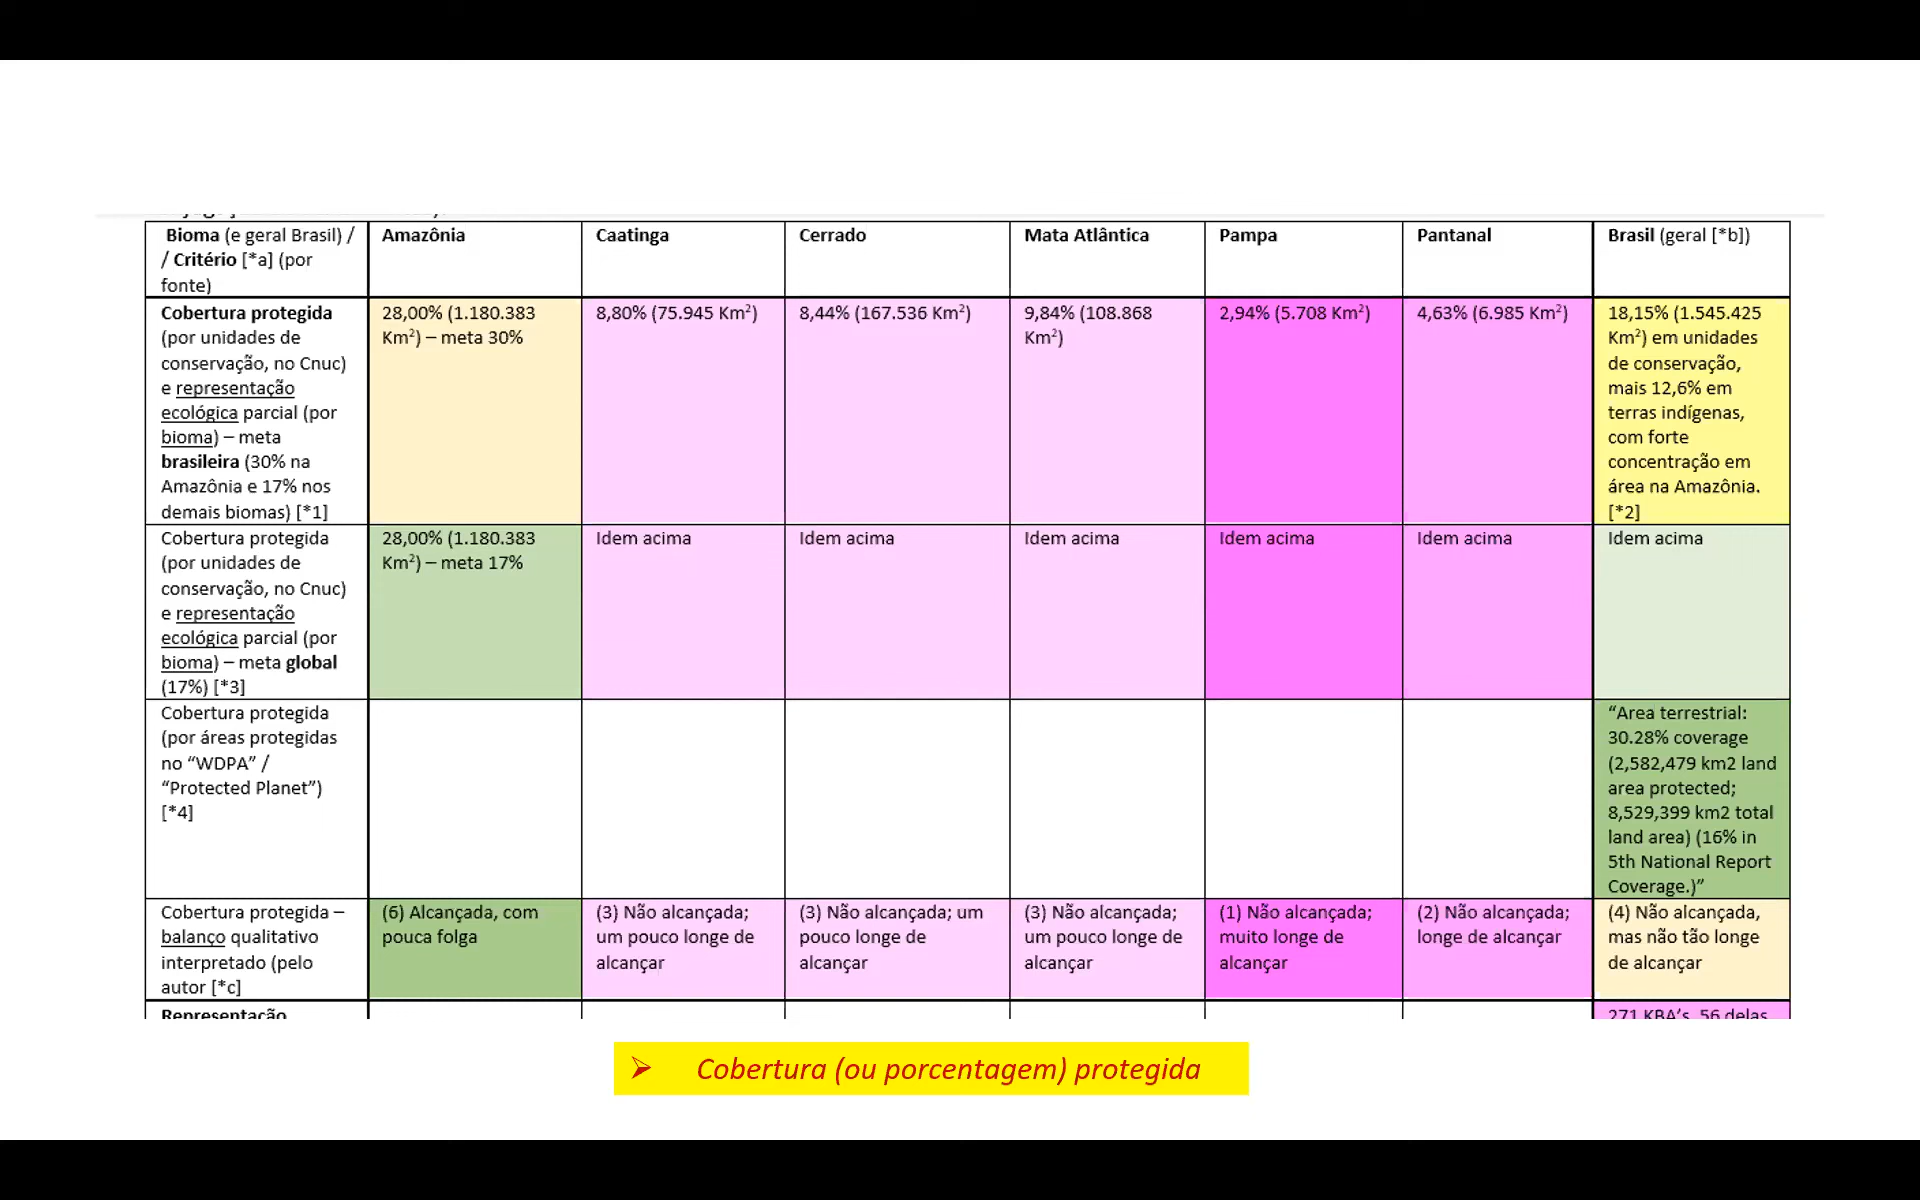 Bioma (e geral Brasil) /
/ Critério [*a] (por
fonte)
Amazônia
Caatinga
Cerrado
Mata Atlântica
Pampa
Pantanal
Brasil (geral [*b])
Cobertura protegida
(por unidades de
conservação, no Cnuc)
e representação
ecológica parcial (por
bioma) – meta
brasileira (30% na
Amazônia e 17% nos
demais biomas) [*1]
28,00% (1.180.383
Km²) – meta 30%
8,80% (75.945 Km²)
8,44% (167.536 Km²)
9,84% (108.868
Km²)
2,94% (5.708 Km²)
4,63% (6.985 Km²)
18,15% (1.545.425
Km²) em unidades
de conservação,
mais 12,6% em
terras indígenas,
com forte
concentração em
área na Amazônia.
[*2]
Cobertura protegida
(por unidades de
conservação, no Cnuc)
e representação
ecológica parcial (por
bioma) – meta global
(17%) [*3]
28,00% (1.180.383
Km²) – meta 17%
Idem acima
Idem acima
Idem acima
Idem acima
Idem acima
Idem acima
Cobertura protegida
(por áreas protegidas
no “WDPA” /
“Protected Planet”)
[*4]
“Area terrestrial:
30.28% coverage
(2,582,479 km2 land
area protected;
8,529,399 km2 total
land area) (16% in
5th National Report
Coverage.)”
Cobertura protegida –
balanço qualitativo
interpretado (pelo
autor [*c]
(6) Alcançada, com
pouca folga
(3) Não alcançada;
um pouco longe de
alcançar
(3) Não alcançada; um
pouco longe de
alcançar
(3) Não alcançada;
um pouco longe de
alcançar
(1) Não alcançada;
muito longe de
alcançar
(2) Não alcançada;
longe de alcançar
(4) Não alcançada,
mas não tão longe
de alcançar
Representação
271 KBA’s, 56 delas
➢ Cobertura (ou porcentagem) protegida